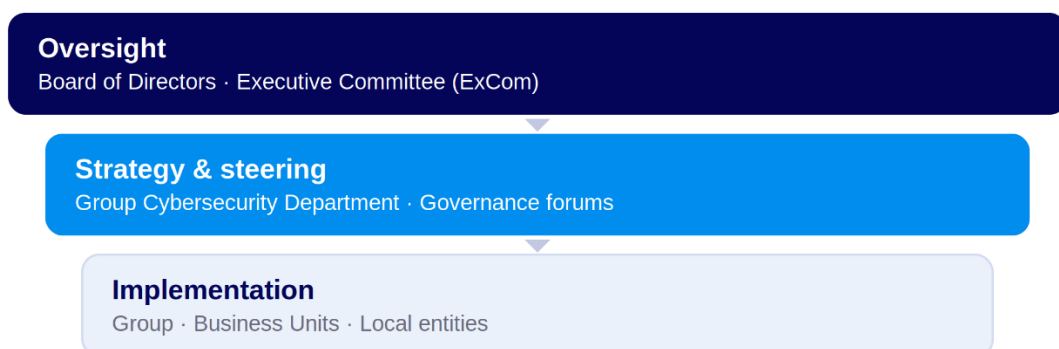 Oversight
Board of Directors · Executive Committee (ExCom)
Strategy & steering
Group Cybersecurity Department · Governance forums
Implementation
Group · Business Units · Local entities